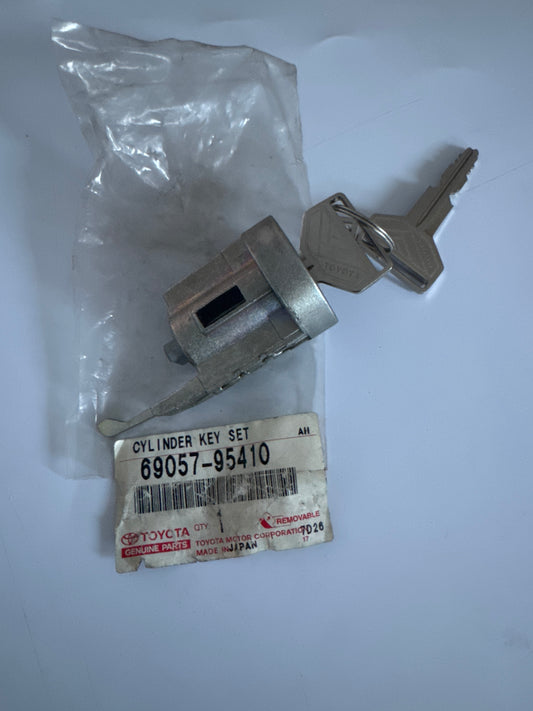 TOYOTA
CYLINDER KEY SET AH
69057-95410
TOYOTA
GENUINE PARTS
QTY 1
REMOVABLE
TOYOTA MOTOR CORPORATION 7D26
MADE IN JAPAN 17